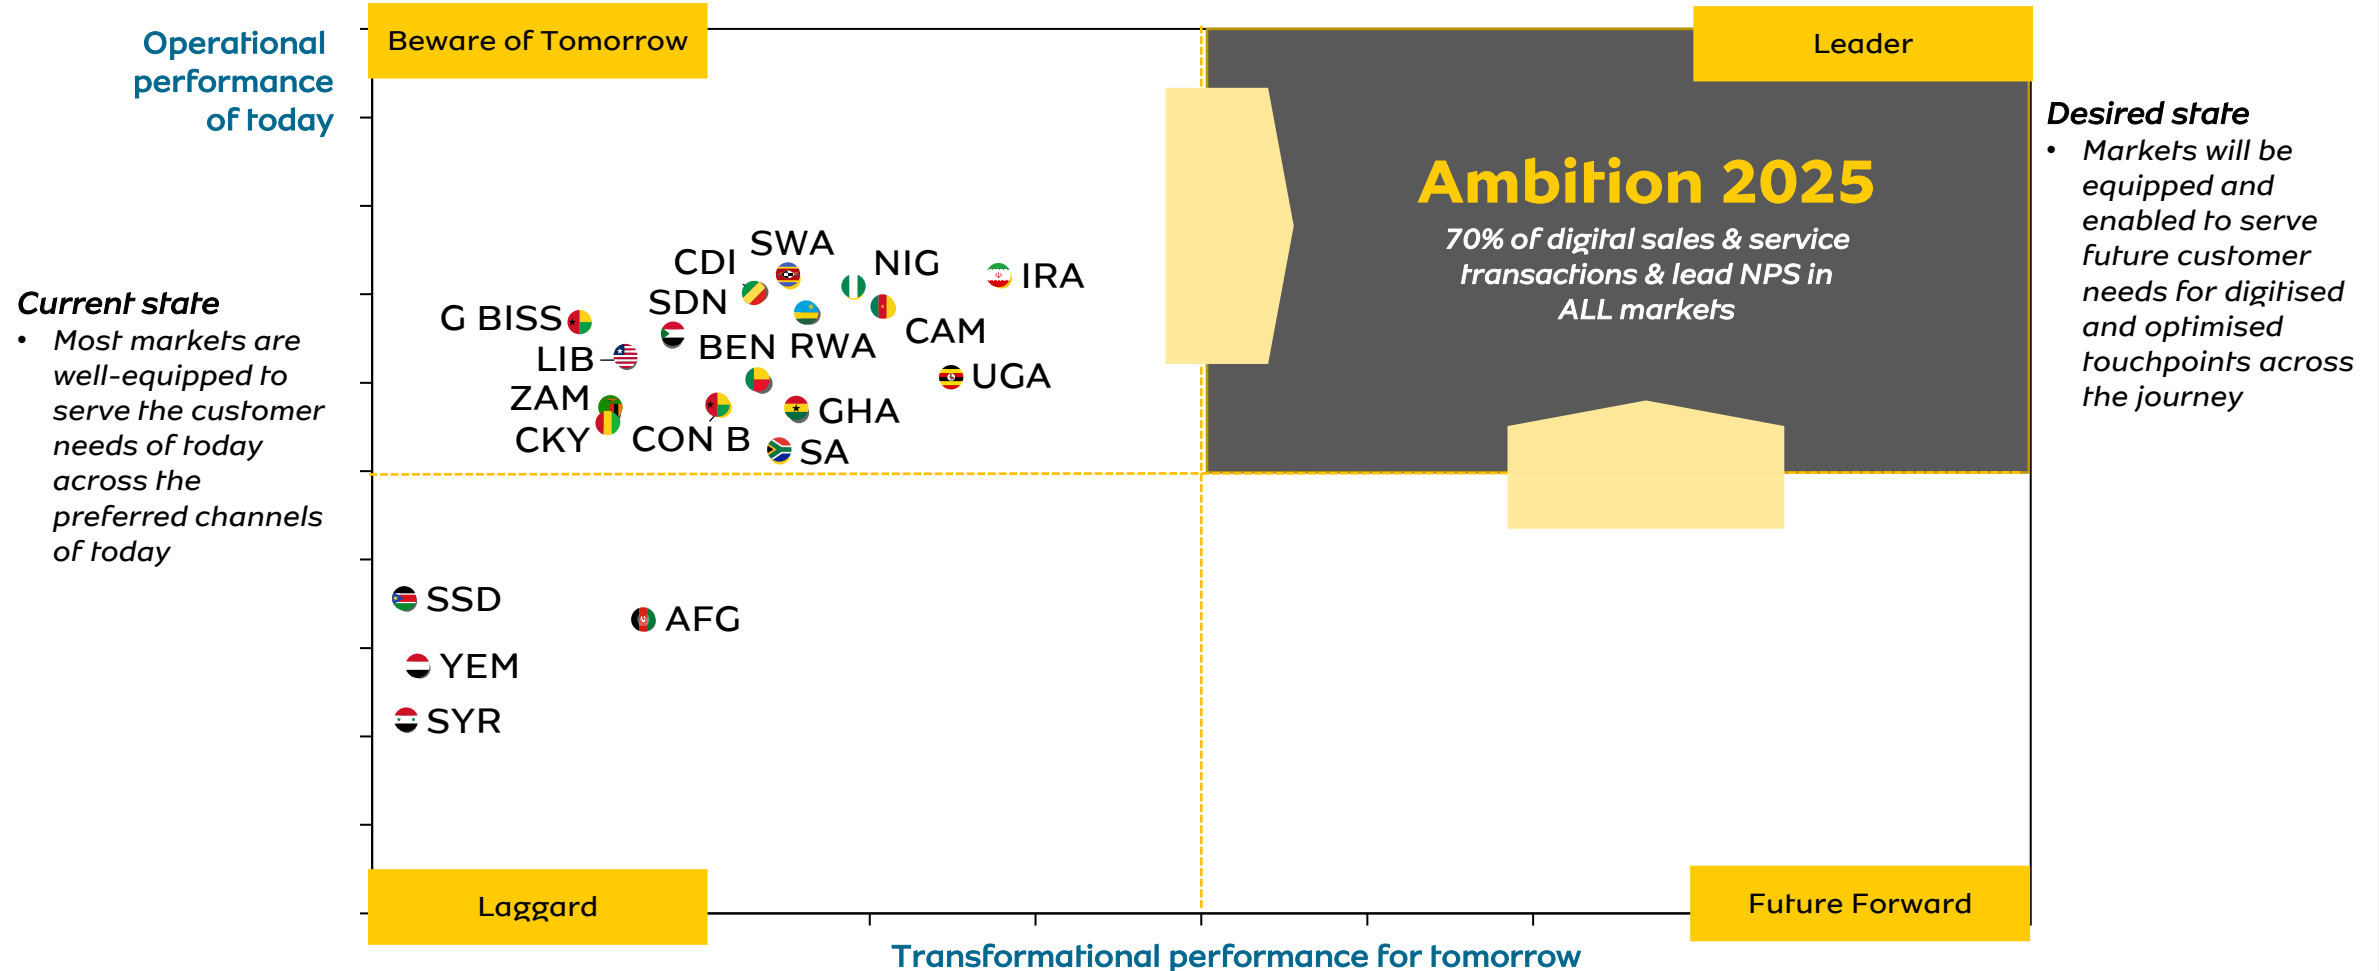 Operational
performance
of today
Beware of Tomorrow
Leader
Desired state
• Markets will be
equipped and
enabled to serve
future customer
needs for digitised
and optimised
touchpoints across
the journey
Ambition 2025
70% of digital sales & service
transactions & lead NPS in
ALL markets
Current state
• Most markets are
well-equipped to
serve the customer
needs of today
across the
preferred channels
of today
SWA
CDI
NIG
IRA
SDN
G BISS
CAM
BEN
RWA
LIB
UGA
ZAM
GHA
CKY
CON B
SA
SSD
AFG
YEM
SYR
Laggard
Future Forward
Transformational performance for tomorrow